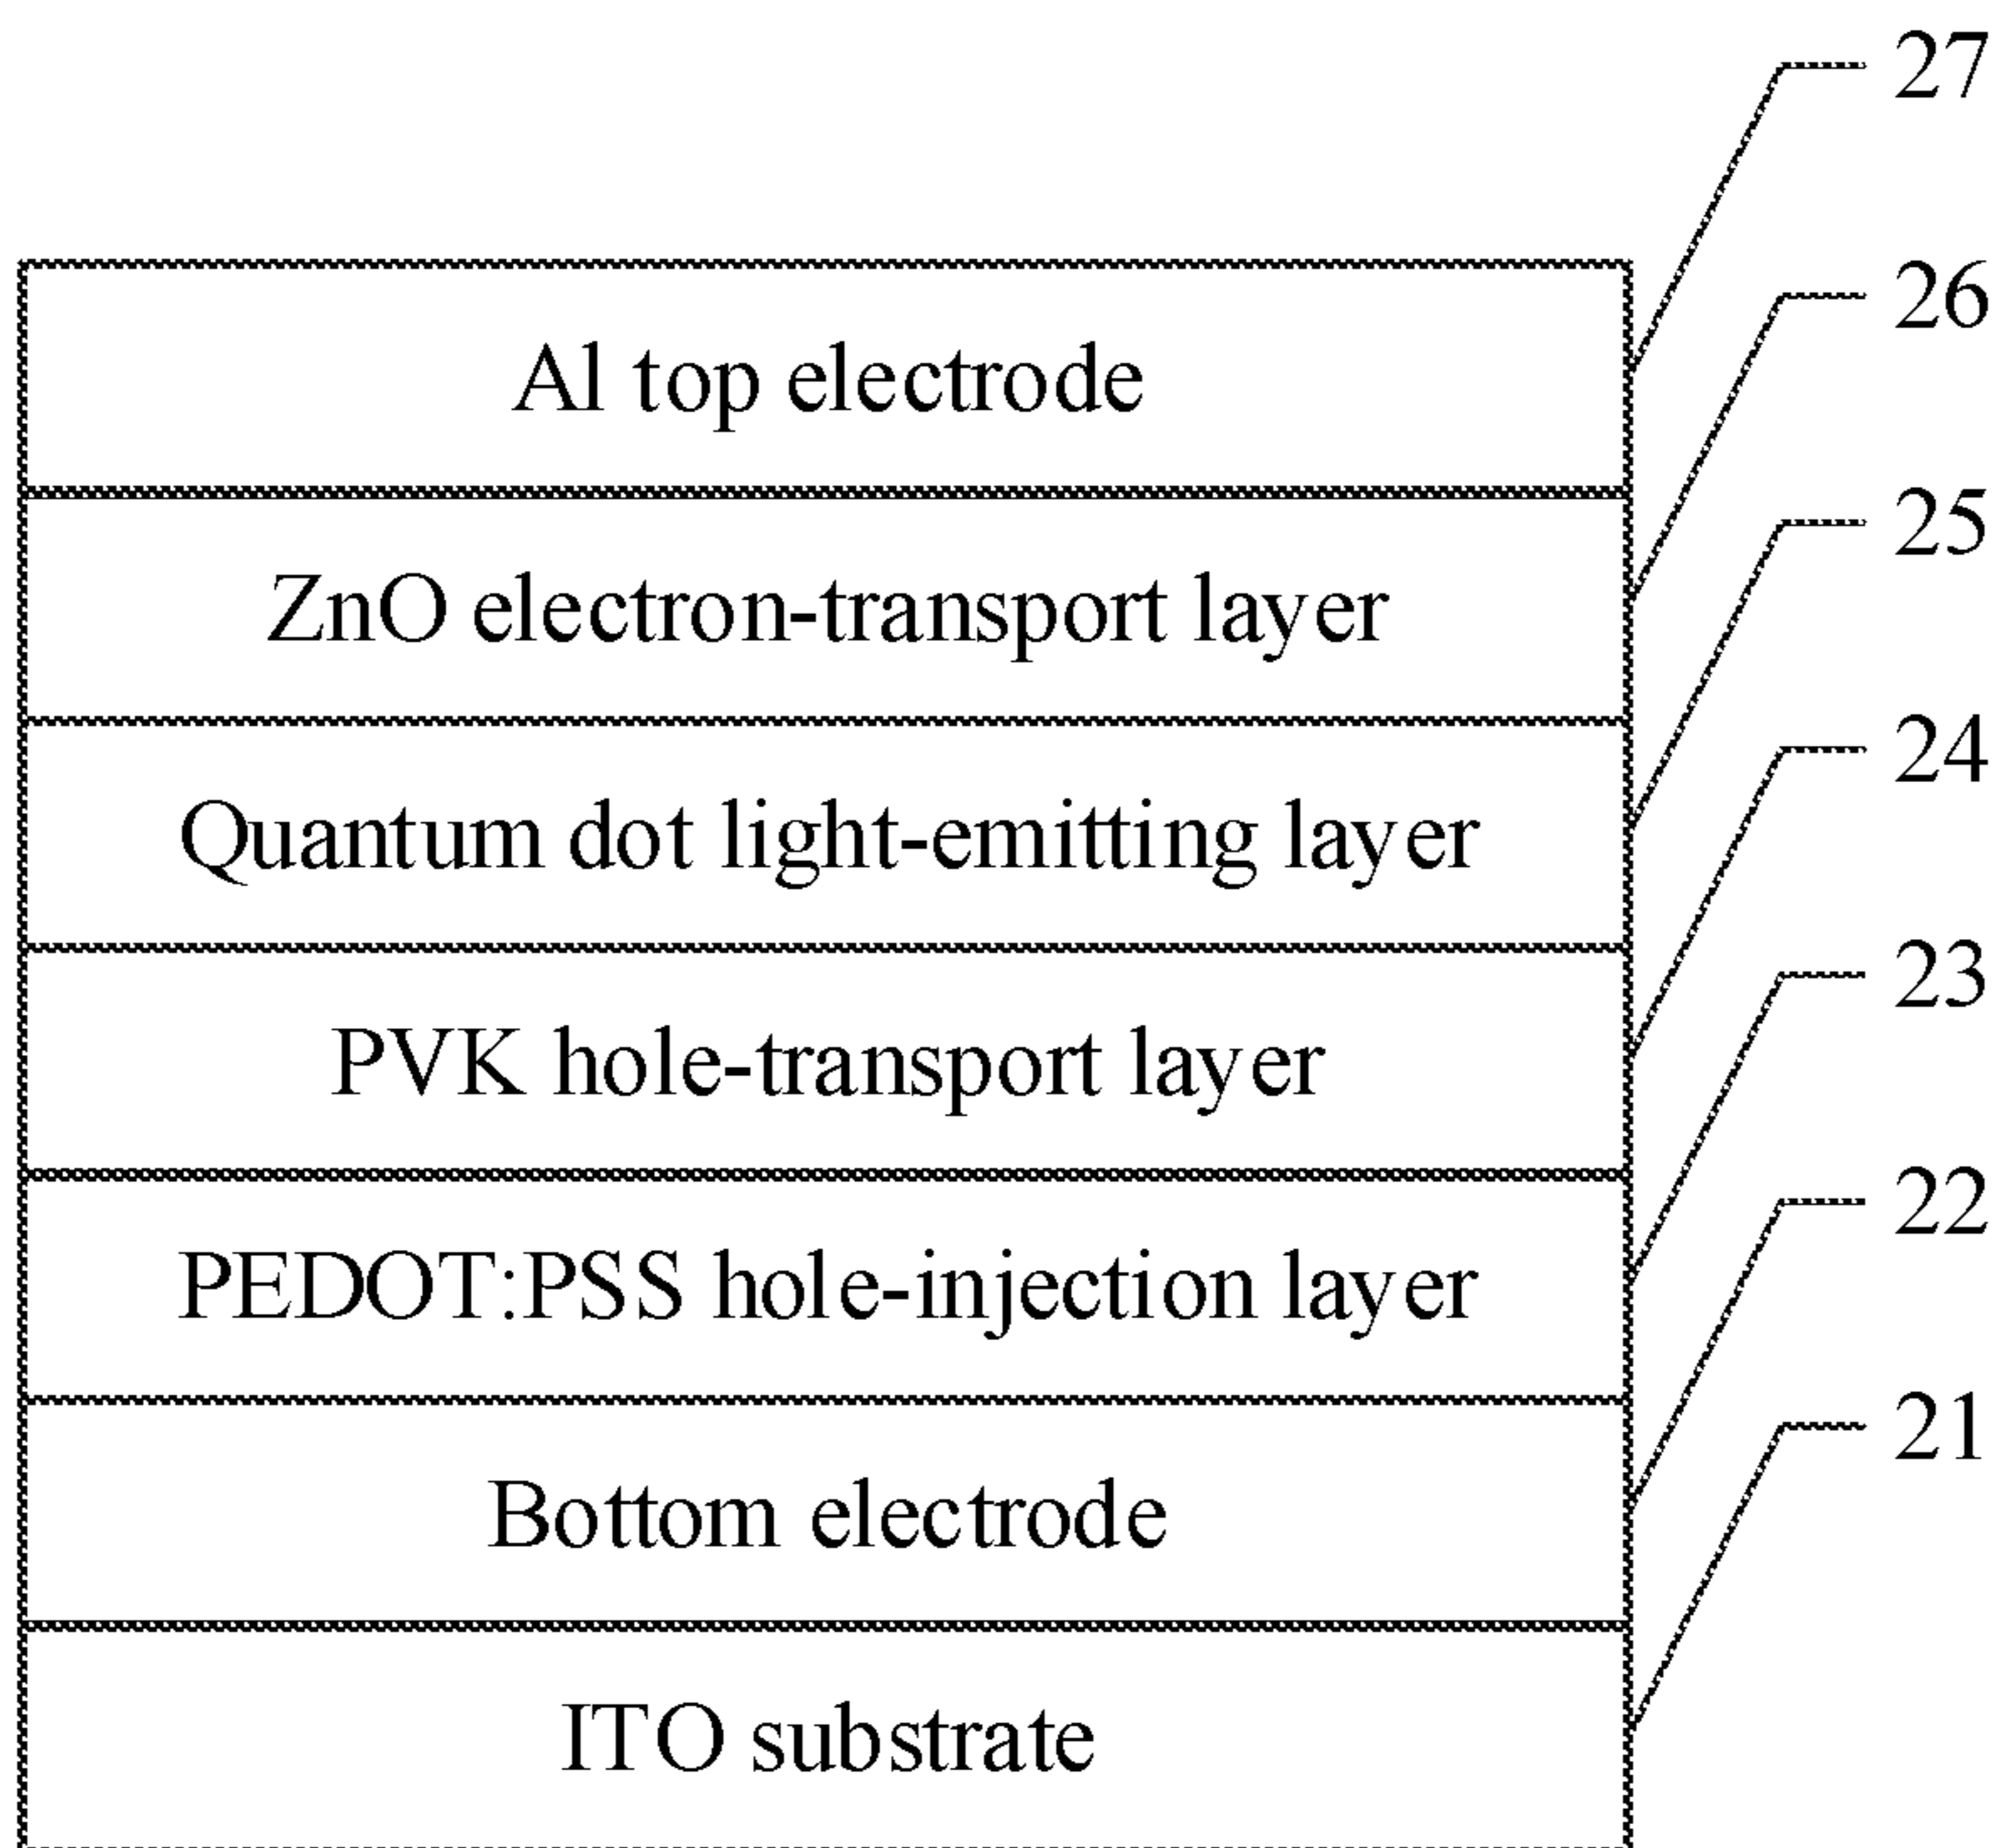 27
Al top electrode
26
ZnO electron-transport layer
25
Quantum dot light-emitting layer
24
PVK hole-transport layer
23
PEDOT:PSS hole-injection layer
22
Bottom electrode
21
ITO substrate